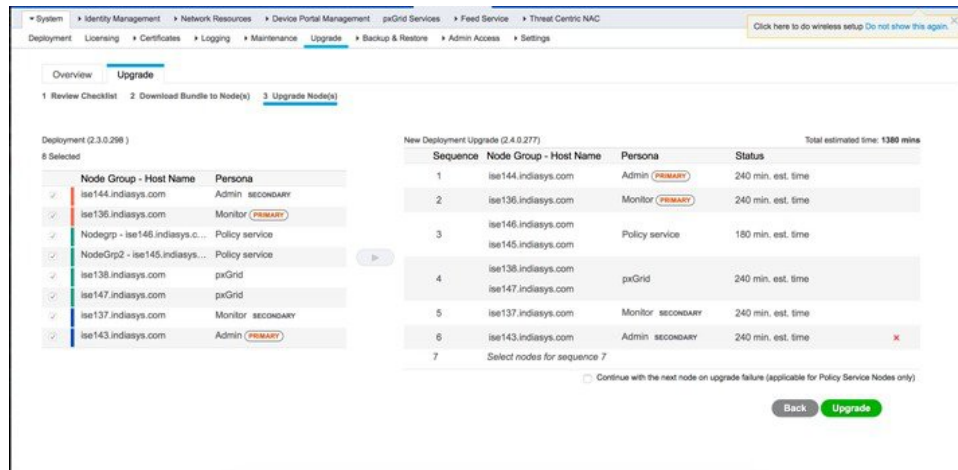 System Identity Management Network Resources Device Portal Management pxGrid Services Feed Service Threat Centric NAC
Click here to do wireless setup Do not show this again.
Deployment Licensing Certificates Logging Maintenance Upgrade Backup & Restore Admin Access Settings
Overview Upgrade
1 Review Checklist 2 Download Bundle to Node(s) 3 Upgrade Node(s)
Deployment (2.3.0.298 )
8 Selected
Node Group - Host Name Persona
ise144.indiasys.com Admin SECONDARY
ise136.indiasys.com Monitor PRIMARY
Nodegrp - ise146.indiasys.c... Policy service
NodeGrp2 - ise145.indiasys... Policy service
ise138.indiasys.com pxGrid
ise147.indiasys.com pxGrid
ise137.indiasys.com Monitor SECONDARY
ise143.indiasys.com Admin PRIMARY
New Deployment Upgrade (2.4.0.277) Total estimated time: 1380 mins
Sequence Node Group - Host Name Persona Status
1 ise144.indiasys.com Admin PRIMARY 240 min. est. time
2 ise136.indiasys.com Monitor PRIMARY 240 min. est. time
ise146.indiasys.com
3 Policy service 180 min. est. time
ise145.indiasys.com
ise138.indiasys.com
4 pxGrid 240 min. est. time
ise147.indiasys.com
5 ise137.indiasys.com Monitor SECONDARY 240 min. est. time
6 ise143.indiasys.com Admin SECONDARY 240 min. est. time
7 Select nodes for sequence 7
Continue with the next node on upgrade failure (applicable for Policy Service Nodes only)
Back Upgrade